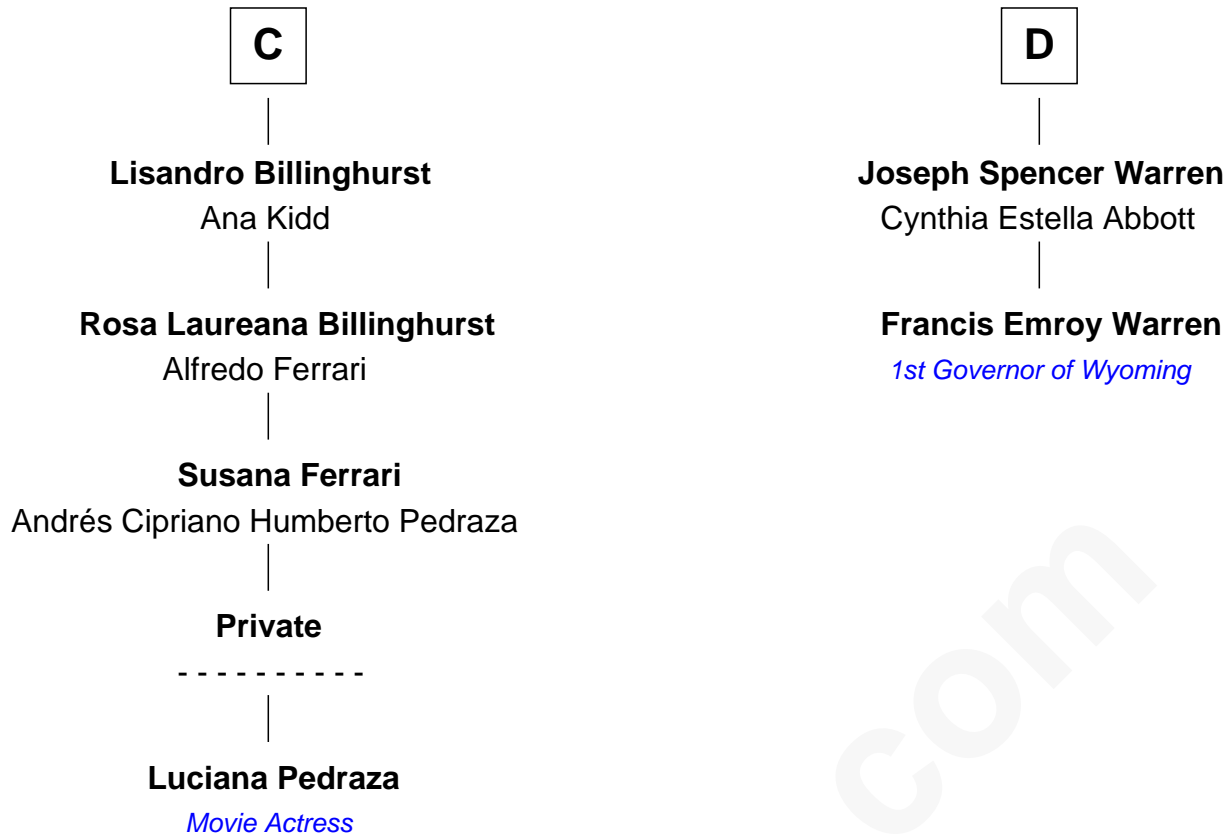 C
Lisandro Billinghurst
Ana Kidd
Rosa Laureana Billinghurst
Alfredo Ferrari
Susana Ferrari
Andrés Cipriano Humberto Pedraza
Private
- - - - - - - - - -
Luciana Pedraza
Movie Actress
D
Joseph Spencer Warren
Cynthia Estella Abbott
Francis Emroy Warren
1st Governor of Wyoming
com